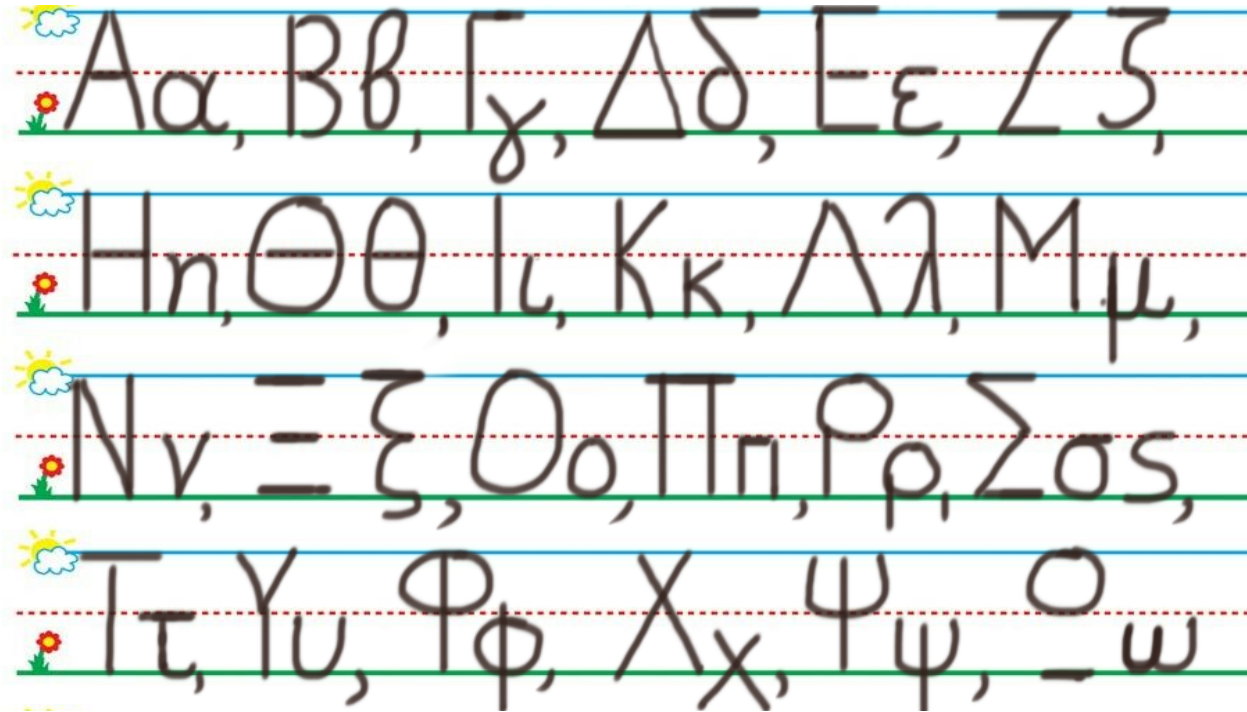 Αα, Ββ, Γγ, Δδ, Εε, Ζζ,
Ηη, Θθ, Ιι, Κκ, Λλ, Μμ,
Νν, Ξξ, Οο, Ππ, Ρρ, Σσς,
Ττ, Υυ, Φφ, Χχ, Ψψ, Ωω